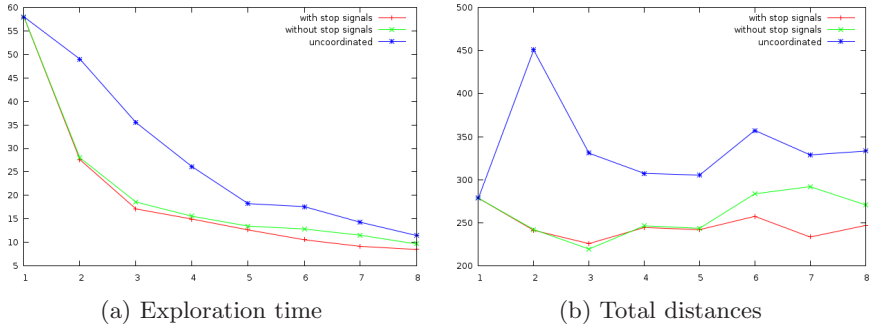 60
55
50
45
40
35
30
25
20
15
10
5
1 2 3 4 5 6 7 8
with stop signals
without stop signals
uncoordinated
(a) Exploration time
500
450
400
350
300
250
200
1 2 3 4 5 6 7 8
with stop signals
without stop signals
uncoordinated
(b) Total distances